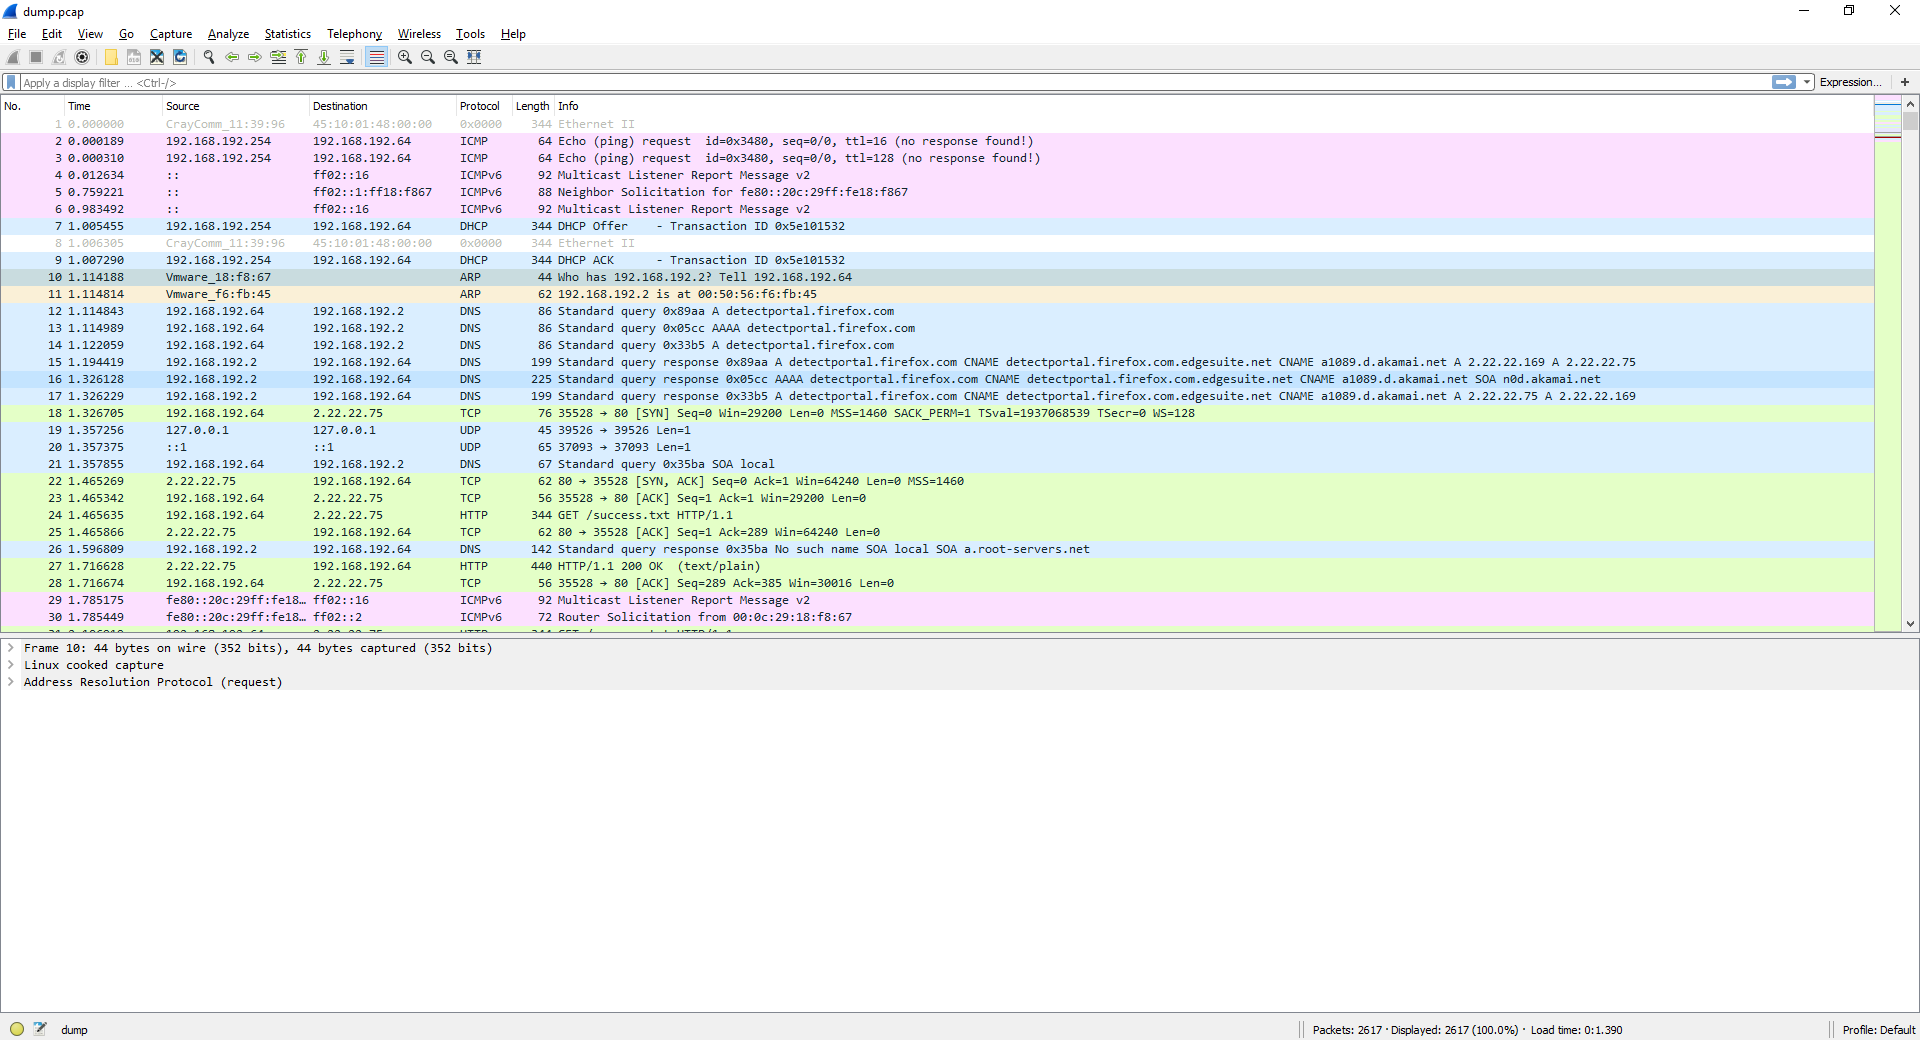 dump.pcap
File Edit View Go Capture Analyze Statistics Telephony Wireless Tools Help
Apply a display filter ... <Ctrl-/> Expression... +
No. Time Source Destination Protocol Length Info
1 0.000000 CrayComm_11:39:96 45:10:01:48:00:00 0x0000 344 Ethernet II
2 0.000189 192.168.192.254 192.168.192.64 ICMP 64 Echo (ping) request id=0x3480, seq=0/0, ttl=16 (no response found!)
3 0.000310 192.168.192.254 192.168.192.64 ICMP 64 Echo (ping) request id=0x3480, seq=0/0, ttl=128 (no response found!)
4 0.012634 :: ff02::16 ICMPv6 92 Multicast Listener Report Message v2
5 0.759221 :: ff02::1:ff18:f867 ICMPv6 88 Neighbor Solicitation for fe80::20c:29ff:fe18:f867
6 0.983492 :: ff02::16 ICMPv6 92 Multicast Listener Report Message v2
7 1.005455 192.168.192.254 192.168.192.64 DHCP 344 DHCP Offer - Transaction ID 0x5e101532
8 1.006305 CrayComm_11:39:96 45:10:01:48:00:00 0x0000 344 Ethernet II
9 1.007290 192.168.192.254 192.168.192.64 DHCP 344 DHCP ACK - Transaction ID 0x5e101532
10 1.114188 Vmware_18:f8:67 ARP 44 Who has 192.168.192.2? Tell 192.168.192.64
11 1.114814 Vmware_f6:fb:45 ARP 62 192.168.192.2 is at 00:50:56:f6:fb:45
12 1.114843 192.168.192.64 192.168.192.2 DNS 86 Standard query 0x89aa A detectportal.firefox.com
13 1.114989 192.168.192.64 192.168.192.2 DNS 86 Standard query 0x05cc AAAA detectportal.firefox.com
14 1.122059 192.168.192.64 192.168.192.2 DNS 86 Standard query 0x33b5 A detectportal.firefox.com
15 1.194419 192.168.192.2 192.168.192.64 DNS 199 Standard query response 0x89aa A detectportal.firefox.com CNAME detectportal.firefox.com.edgesuite.net CNAME a1089.d.akamai.net A 2.22.22.169 A 2.22.22.75
16 1.326128 192.168.192.2 192.168.192.64 DNS 225 Standard query response 0x05cc AAAA detectportal.firefox.com CNAME detectportal.firefox.com.edgesuite.net CNAME a1089.d.akamai.net SOA n0d.akamai.net
17 1.326229 192.168.192.2 192.168.192.64 DNS 199 Standard query response 0x33b5 A detectportal.firefox.com CNAME detectportal.firefox.com.edgesuite.net CNAME a1089.d.akamai.net A 2.22.22.75 A 2.22.22.169
18 1.326705 192.168.192.64 2.22.22.75 TCP 76 35528 → 80 [SYN] Seq=0 Win=29200 Len=0 MSS=1460 SACK_PERM=1 TSval=1937068539 TSecr=0 WS=128
19 1.357256 127.0.0.1 127.0.0.1 UDP 45 39526 → 39526 Len=1
20 1.357375 ::1 ::1 UDP 65 37093 → 37093 Len=1
21 1.357855 192.168.192.64 192.168.192.2 DNS 67 Standard query 0x35ba SOA local
22 1.465269 2.22.22.75 192.168.192.64 TCP 62 80 → 35528 [SYN, ACK] Seq=0 Ack=1 Win=64240 Len=0 MSS=1460
23 1.465342 192.168.192.64 2.22.22.75 TCP 56 35528 → 80 [ACK] Seq=1 Ack=1 Win=29200 Len=0
24 1.465635 192.168.192.64 2.22.22.75 HTTP 344 GET /success.txt HTTP/1.1
25 1.465866 2.22.22.75 192.168.192.64 TCP 62 80 → 35528 [ACK] Seq=1 Ack=289 Win=64240 Len=0
26 1.596809 192.168.192.2 192.168.192.64 DNS 142 Standard query response 0x35ba No such name SOA local SOA a.root-servers.net
27 1.716628 2.22.22.75 192.168.192.64 HTTP 440 HTTP/1.1 200 OK (text/plain)
28 1.716674 192.168.192.64 2.22.22.75 TCP 56 35528 → 80 [ACK] Seq=289 Ack=385 Win=30016 Len=0
29 1.785175 fe80::20c:29ff:fe18… ff02::16 ICMPv6 92 Multicast Listener Report Message v2
30 1.785449 fe80::20c:29ff:fe18… ff02::2 ICMPv6 72 Router Solicitation from 00:0c:29:18:f8:67
Frame 10: 44 bytes on wire (352 bits), 44 bytes captured (352 bits)
Linux cooked capture
Address Resolution Protocol (request)
dump Packets: 2617 · Displayed: 2617 (100.0%) · Load time: 0:1.390 Profile: Default